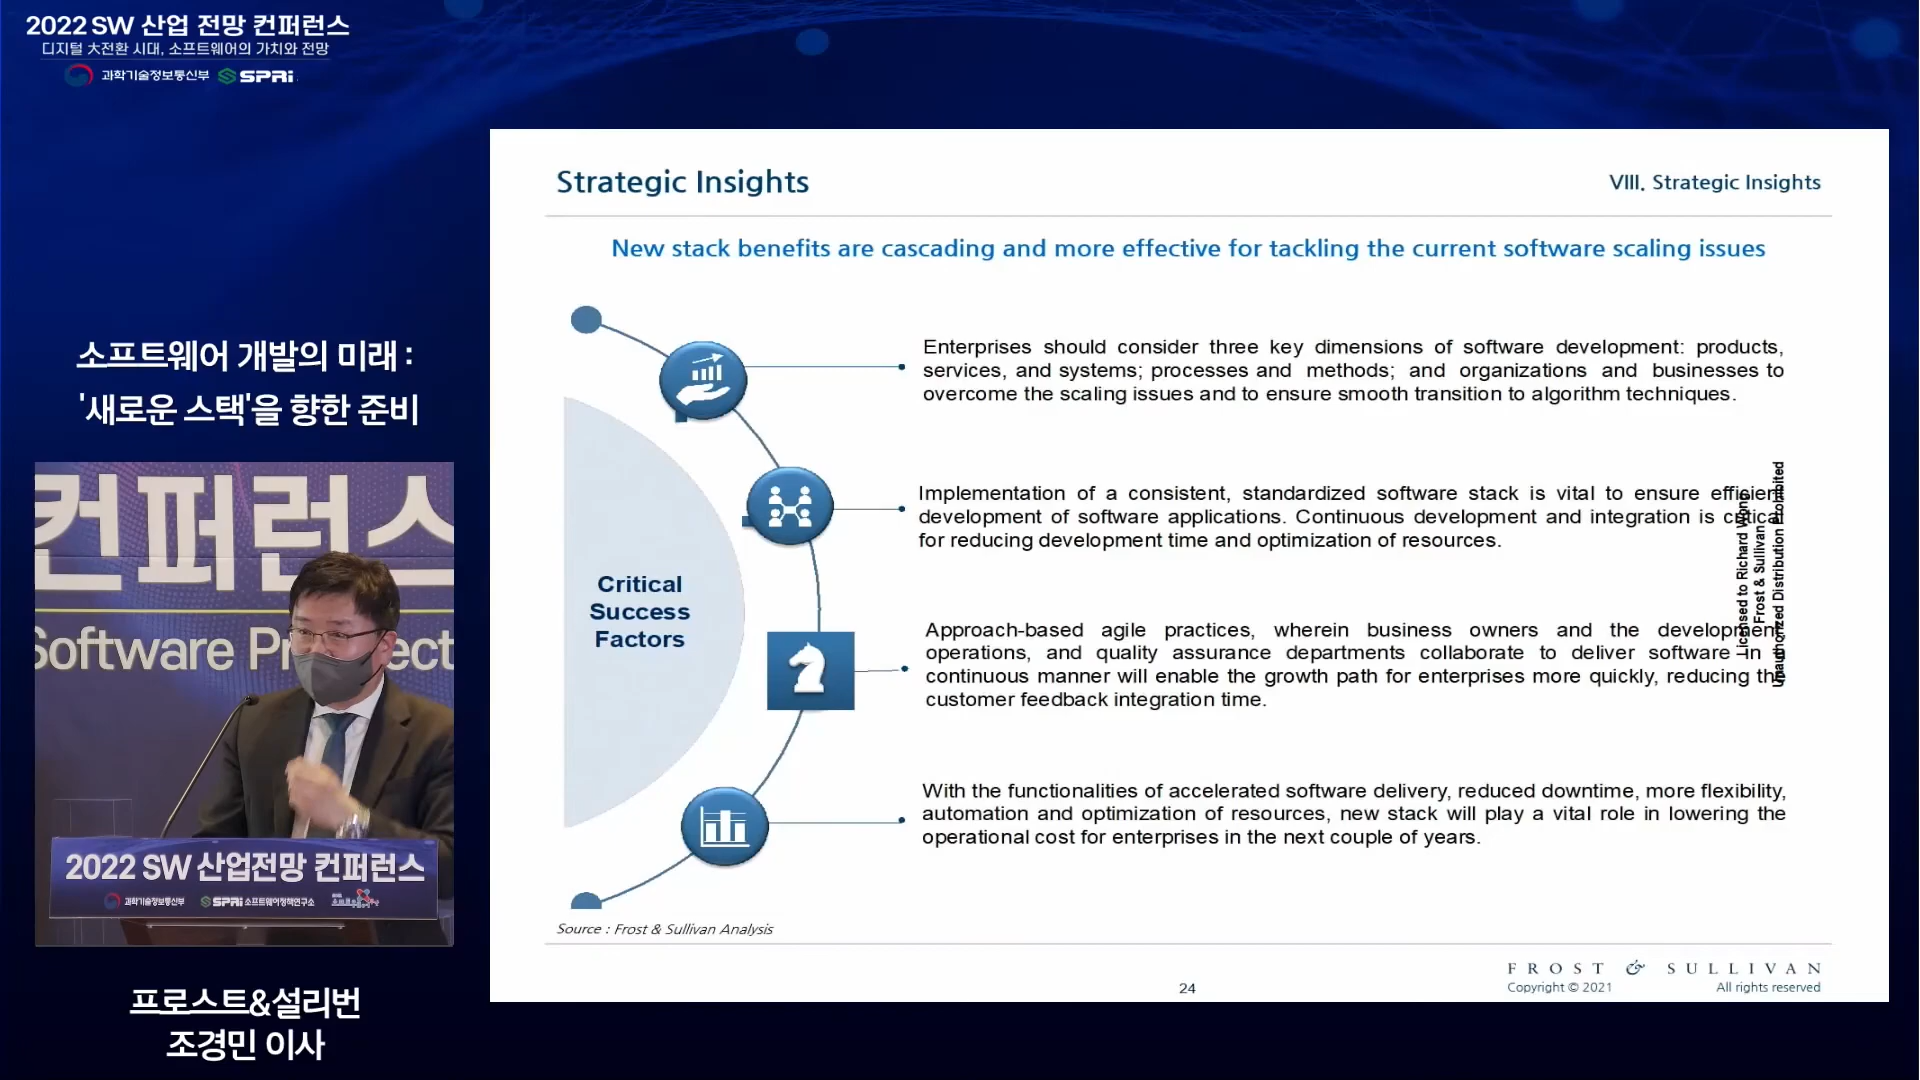 2022 SW 산업 전망 컨퍼런스
디지털 大전환 시대, 소프트웨어의 가치와 전망
과학기술정보통신부 SPRi
소프트웨어 개발의 미래 :
'새로운 스택'을 향한 준비
컨퍼런스
Software Pr ect
2022 SW 산업전망 컨퍼런스
과학기술정보통신부 SPRi 소프트웨어정책연구소
프로스트&설리번
조경민 이사
Strategic Insights
VIII. Strategic Insights
New stack benefits are cascading and more effective for tackling the current software scaling issues
Critical
Success
Factors
Enterprises should consider three key dimensions of software development: products,
services, and systems; processes and methods; and organizations and businesses to
overcome the scaling issues and to ensure smooth transition to algorithm techniques.
Implementation of a consistent, standardized software stack is vital to ensure efficient
development of software applications. Continuous development and integration is critical
for reducing development time and optimization of resources.
Approach-based agile practices, wherein business owners and the development,
operations, and quality assurance departments collaborate to deliver software in a
continuous manner will enable the growth path for enterprises more quickly, reducing the
customer feedback integration time.
With the functionalities of accelerated software delivery, reduced downtime, more flexibility,
automation and optimization of resources, new stack will play a vital role in lowering the
operational cost for enterprises in the next couple of years.
Licensed to Richard Wong
Frost & Sullivan
Unauthorized Distribution Prohibited
Source : Frost & Sullivan Analysis
24
FROST & SULLIVAN
Copyright © 2021 All rights reserved